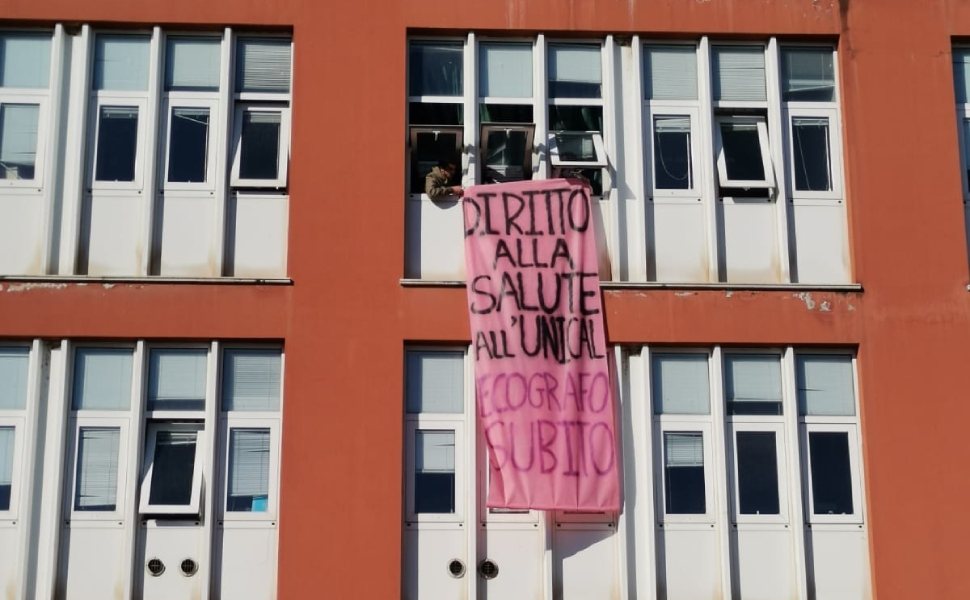 DIRITTO
ALLA
SALUTE
ALL'UNICAL
ECOGRAFO
SUBITO